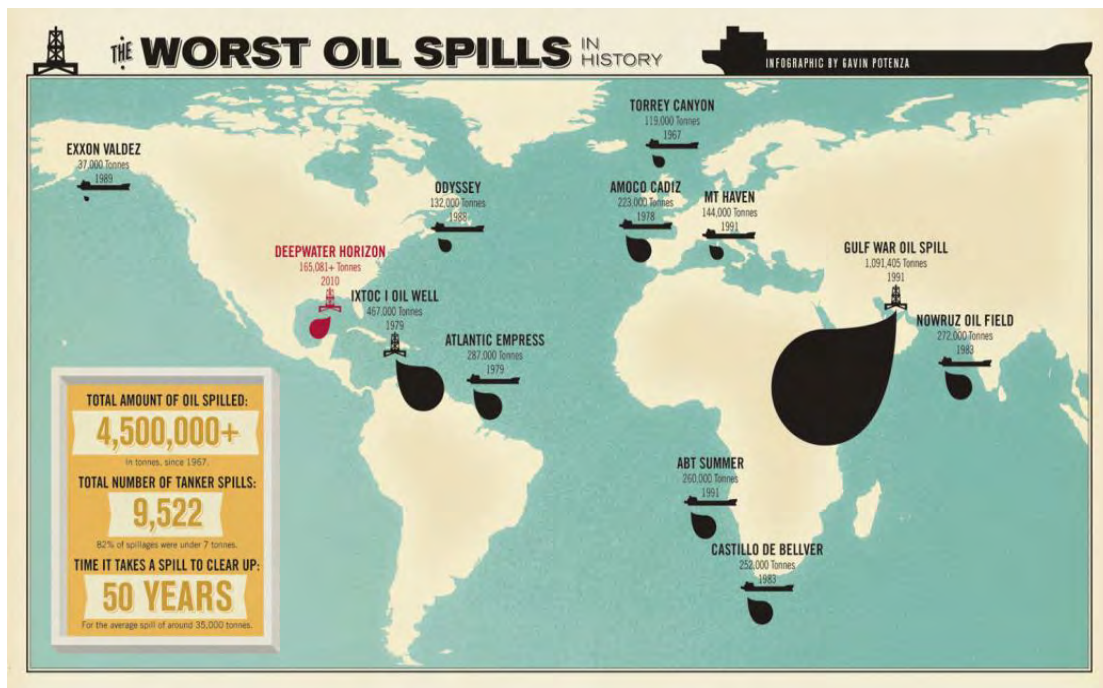 THE WORST OIL SPILLS IN HISTORY
INFOGRAPHIC BY GAVIN POTENZA
TORREY CANYON
119,000 Tonnes
1967
EXXON VALDEZ
37,000 Tonnes
1989
ODYSSEY
132,000 Tonnes
1988
AMOCO CADIZ
223,000 Tonnes
1978
MT HAVEN
144,000 Tonnes
1991
GULF WAR OIL SPILL
1,091,405 Tonnes
1991
DEEPWATER HORIZON
165,081+ Tonnes
2010
IXTOC I OIL WELL
467,000 Tonnes
1979
NOWRUZ OIL FIELD
272,000 Tonnes
1983
ATLANTIC EMPRESS
287,000 Tonnes
1979
ABT SUMMER
260,000 Tonnes
1991
CASTILLO DE BELLVER
252,000 Tonnes
1983
TOTAL AMOUNT OF OIL SPILLED:
4,500,000+
In tonnes, since 1967.
TOTAL NUMBER OF TANKER SPILLS:
9,522
82% of spillages were under 7 tonnes.
TIME IT TAKES A SPILL TO CLEAR UP:
50 YEARS
For the average spill of around 35,000 tonnes.